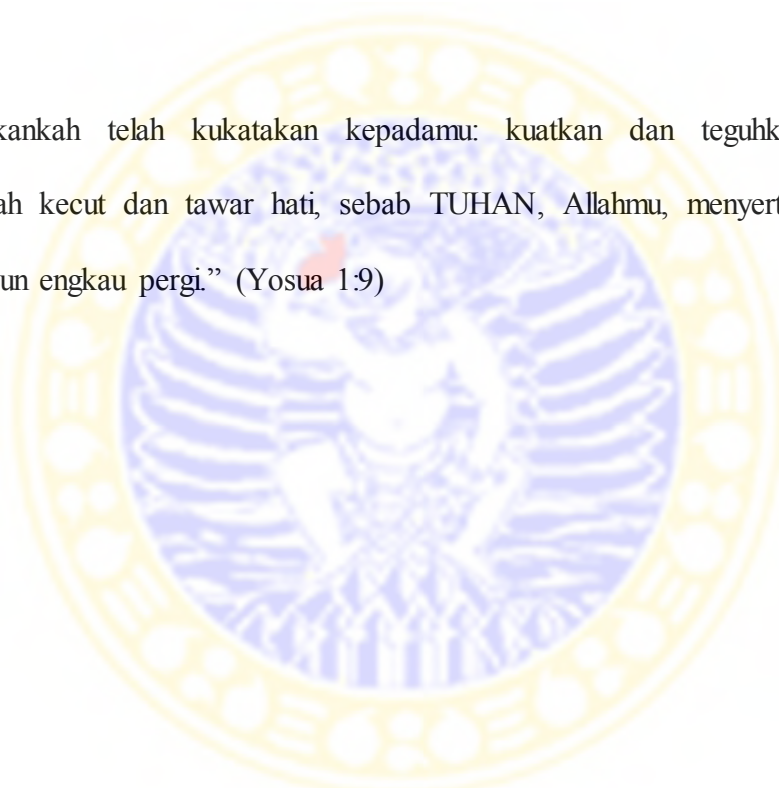 kankah telah kukatakan kepadamu: kuatkan dan teguhk
ah kecut dan tawar hati, sebab TUHAN, Allahmu, menyert
un engkau pergi.” (Yosua 1:9)